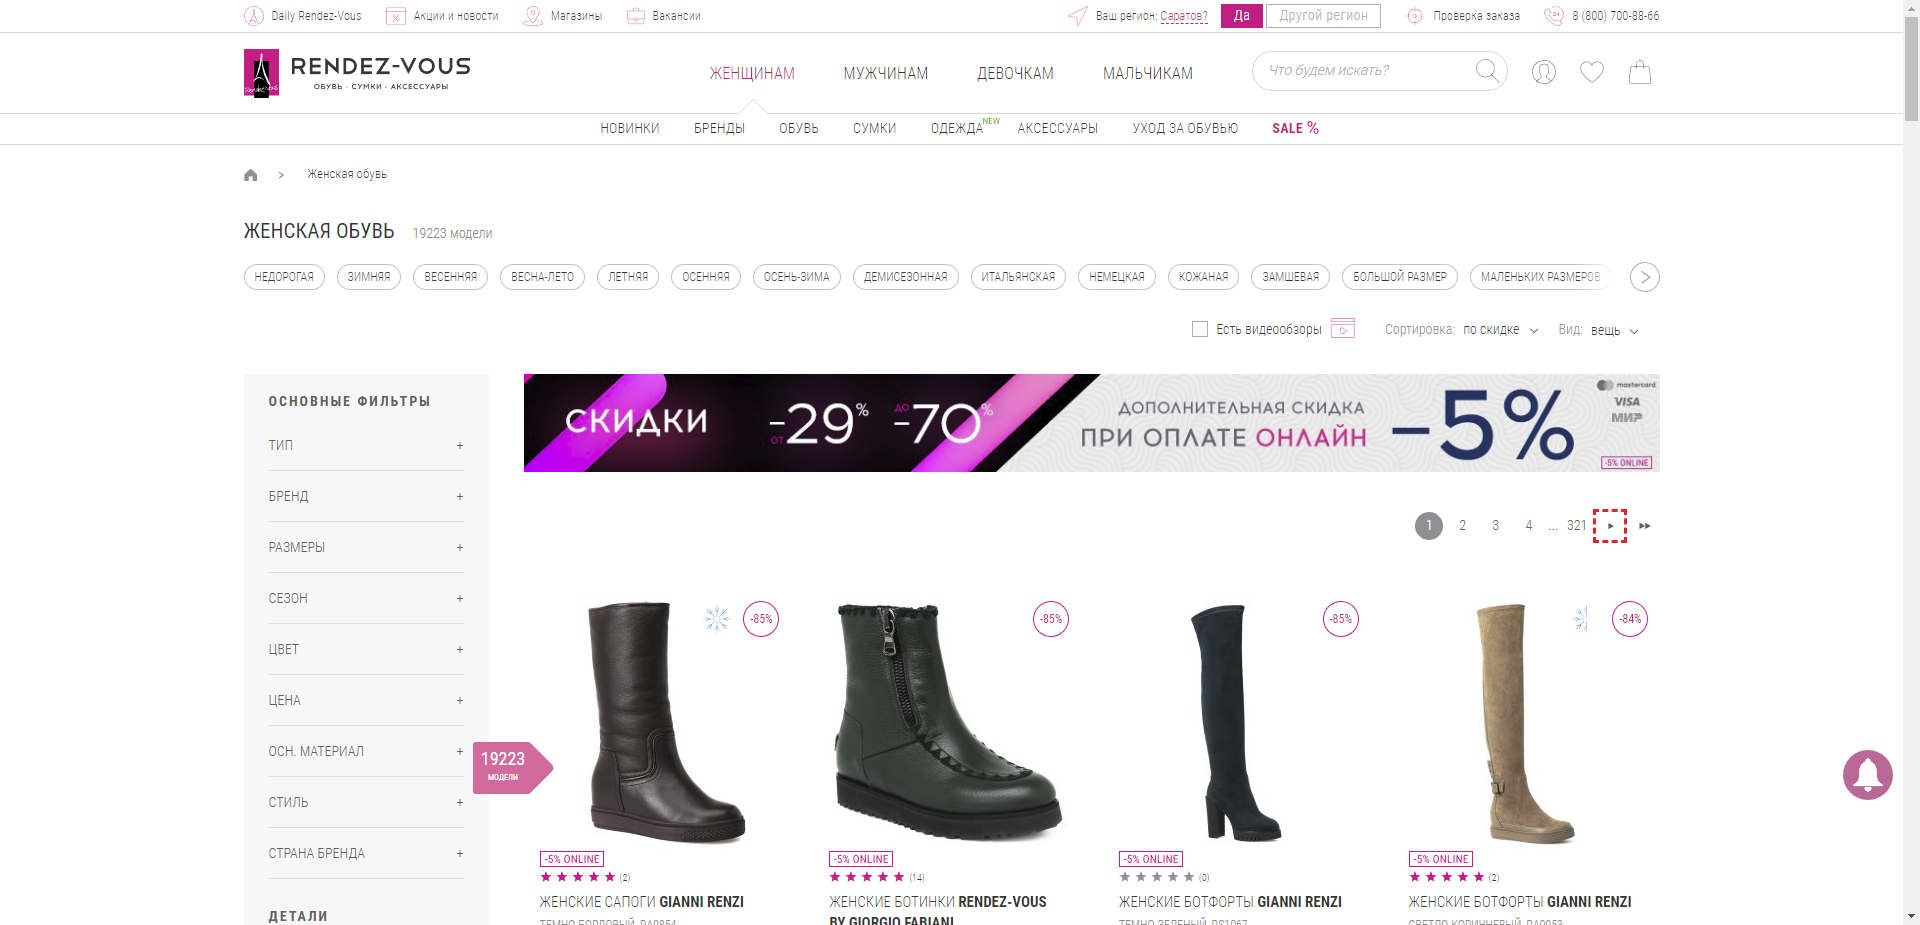 Daily Rendez-Vous
Акции и новости
Магазины
Вакансии
Ваш регион: Саратов?
Да
Другой регион
Проверка заказа
8 (800) 700-88-66
RENDEZ-VOUS
ОБУВЬ · СУМКИ · АКСЕССУАРЫ
ЖЕНЩИНАМ
МУЖЧИНАМ
ДЕВОЧКАМ
МАЛЬЧИКАМ
Что будем искать?
НОВИНКИ
БРЕНДЫ
ОБУВЬ
СУМКИ
ОДЕЖДА NEW
АКСЕССУАРЫ
УХОД ЗА ОБУВЬЮ
SALE %
> Женская обувь
ЖЕНСКАЯ ОБУВЬ 19223 модели
НЕДОРОГАЯ
ЗИМНЯЯ
ВЕСЕННЯЯ
ВЕСНА-ЛЕТО
ЛЕТНЯЯ
ОСЕННЯЯ
ОСЕНЬ-ЗИМА
ДЕМИСЕЗОННАЯ
ИТАЛЬЯНСКАЯ
НЕМЕЦКАЯ
КОЖАНАЯ
ЗАМШЕВАЯ
БОЛЬШОЙ РАЗМЕР
МАЛЕНЬКИХ РАЗМЕРОВ
Есть видеообзоры
Сортировка: по скидке
Вид: вещь
ОСНОВНЫЕ ФИЛЬТРЫ
ТИП +
БРЕНД +
РАЗМЕРЫ +
СЕЗОН +
ЦВЕТ +
ЦЕНА +
ОСН. МАТЕРИАЛ +
СТИЛЬ +
СТРАНА БРЕНДА +
ДЕТАЛИ
19223
МОДЕЛИ
СКИДКИ
ОТ -29%
ДО -70%
ДОПОЛНИТЕЛЬНАЯ СКИДКА
ПРИ ОПЛАТЕ ОНЛАЙН
-5%
mastercard
VISA
МИР
-5% ONLINE
1 2 3 4 ... 321
-85%
-5% ONLINE
(2)
ЖЕНСКИЕ САПОГИ GIANNI RENZI
ТЕМНО-БОРДОВЫЙ, RA0854
-85%
-5% ONLINE
(14)
ЖЕНСКИЕ БОТИНКИ RENDEZ-VOUS
BY GIORGIO FABIANI
-85%
-5% ONLINE
(0)
ЖЕНСКИЕ БОТФОРТЫ GIANNI RENZI
ТЕМНО-ЗЕЛЕНЫЙ, RS1067
-84%
-5% ONLINE
(2)
ЖЕНСКИЕ БОТФОРТЫ GIANNI RENZI
СВЕТЛО-КОРИЧНЕВЫЙ, RA0953